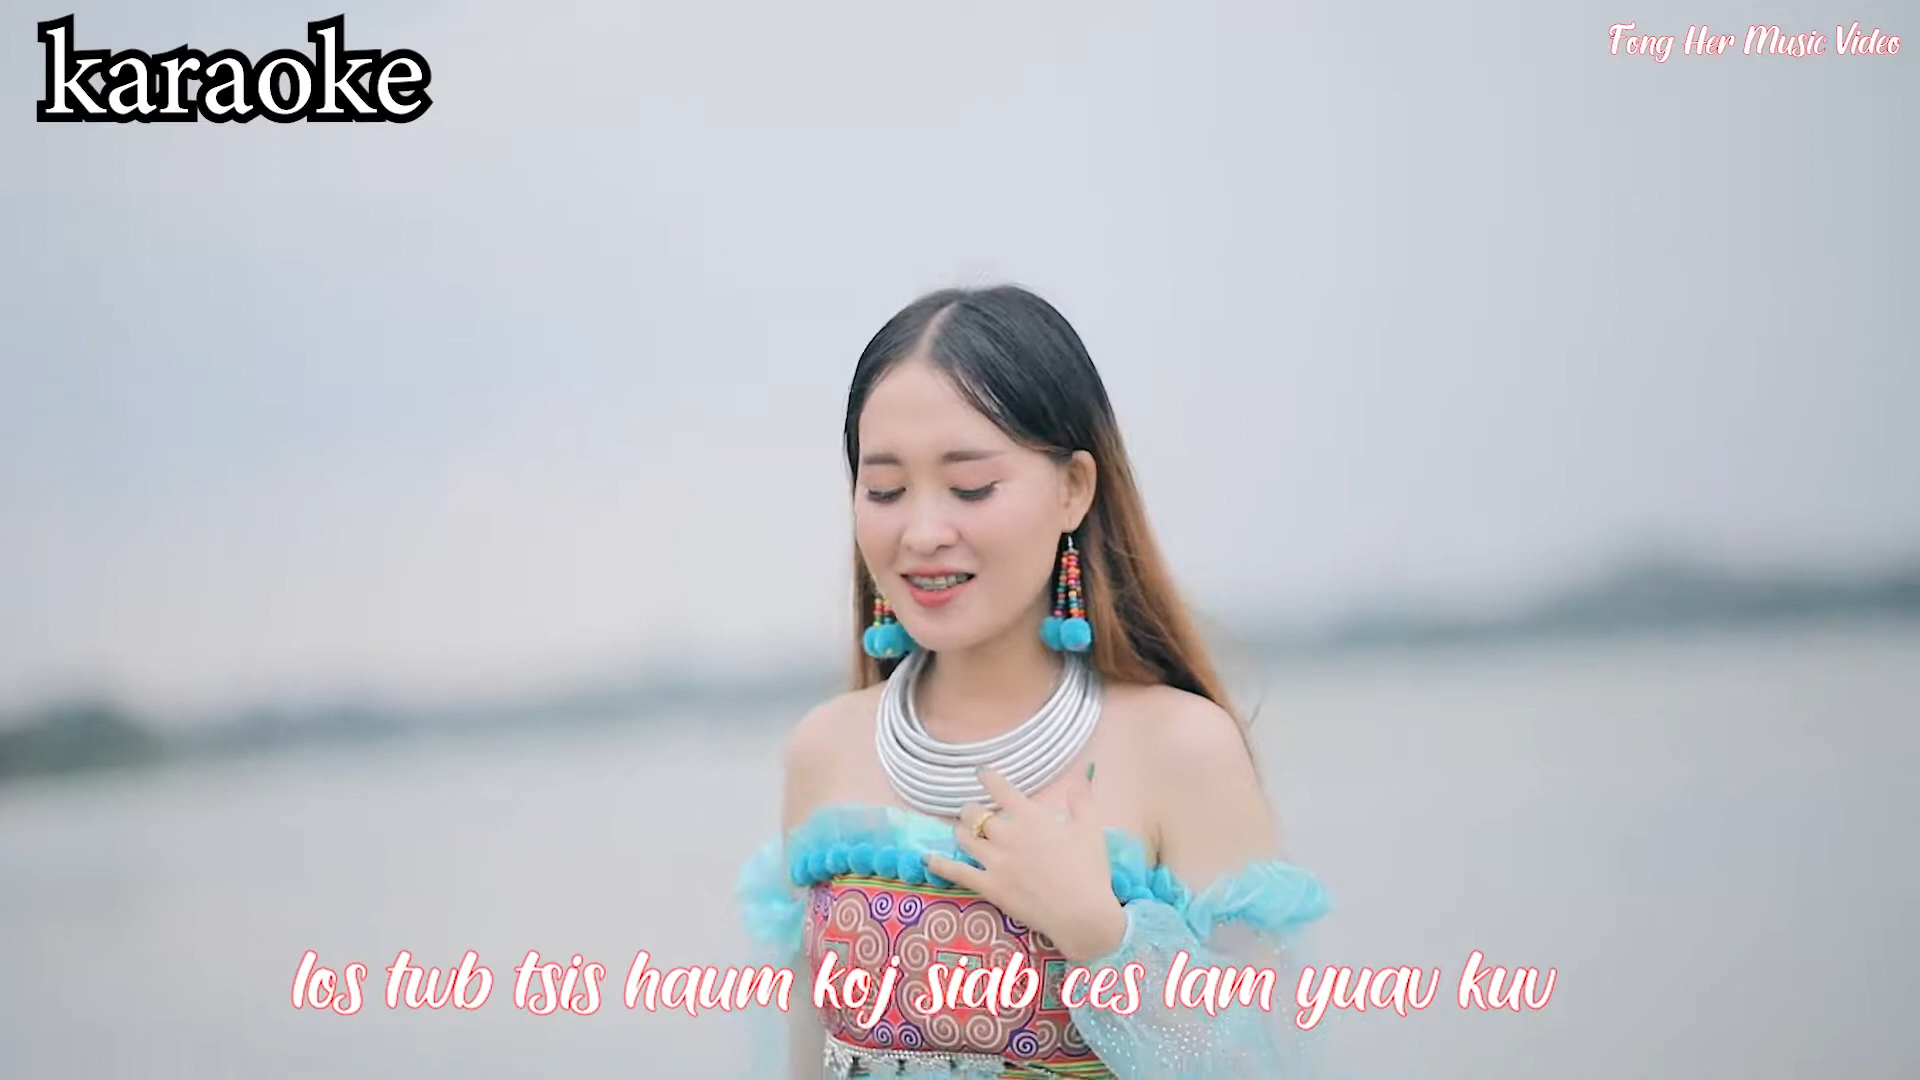 karaoke
Fong Her Music Video
los twb tsis haum koj siab ces lam yuav kuv